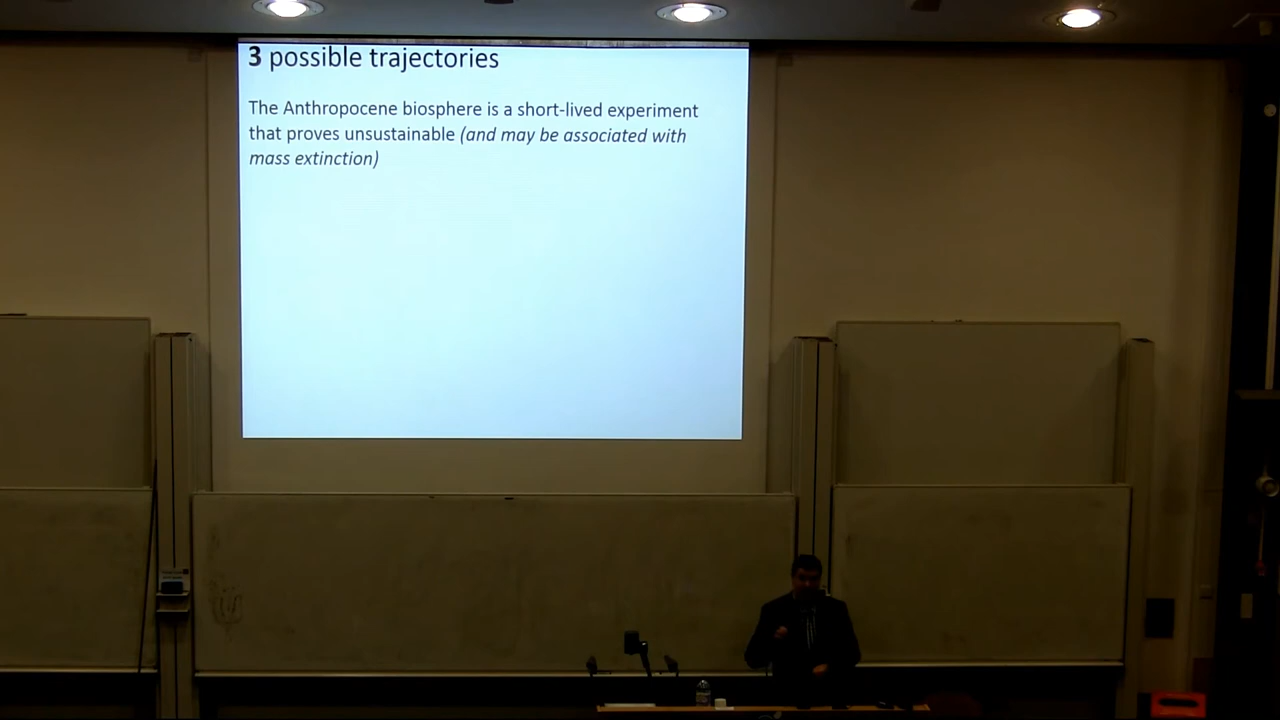 3 possible trajectories
The Anthropocene biosphere is a short-lived experiment
that proves unsustainable (and may be associated with
mass extinction)